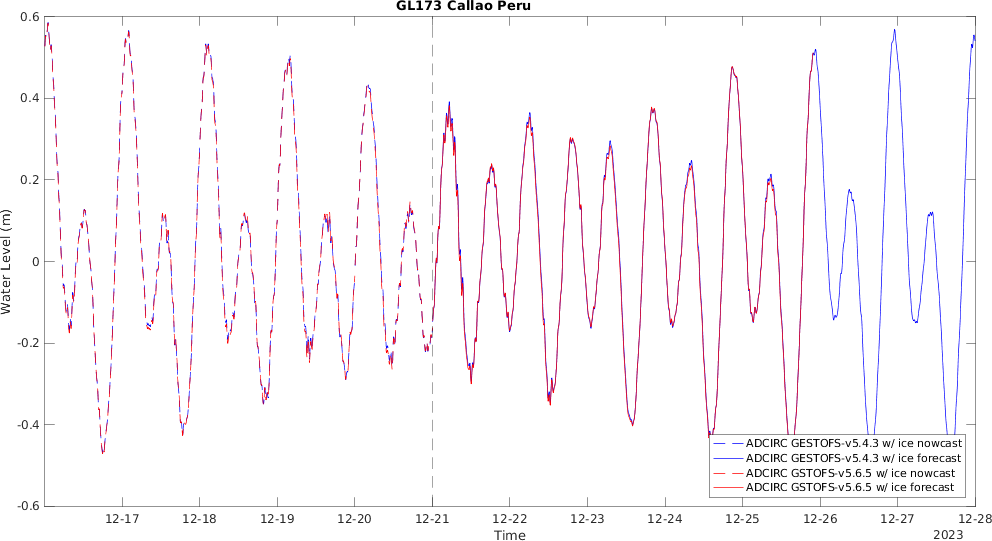 GL173 Callao Peru
0.6
0.4
0.2
0
-0.2
-0.4
-0.6
Water Level (m)
ADCIRC GESTOFS-v5.4.3 w/ ice nowcast
ADCIRC GESTOFS-v5.4.3 w/ ice forecast
ADCIRC GSTOFS-v5.6.5 w/ ice nowcast
ADCIRC GSTOFS-v5.6.5 w/ ice forecast
12-17 12-18 12-19 12-20 12-21 12-22 12-23 12-24 12-25 12-26 12-27 12-28
Time
2023